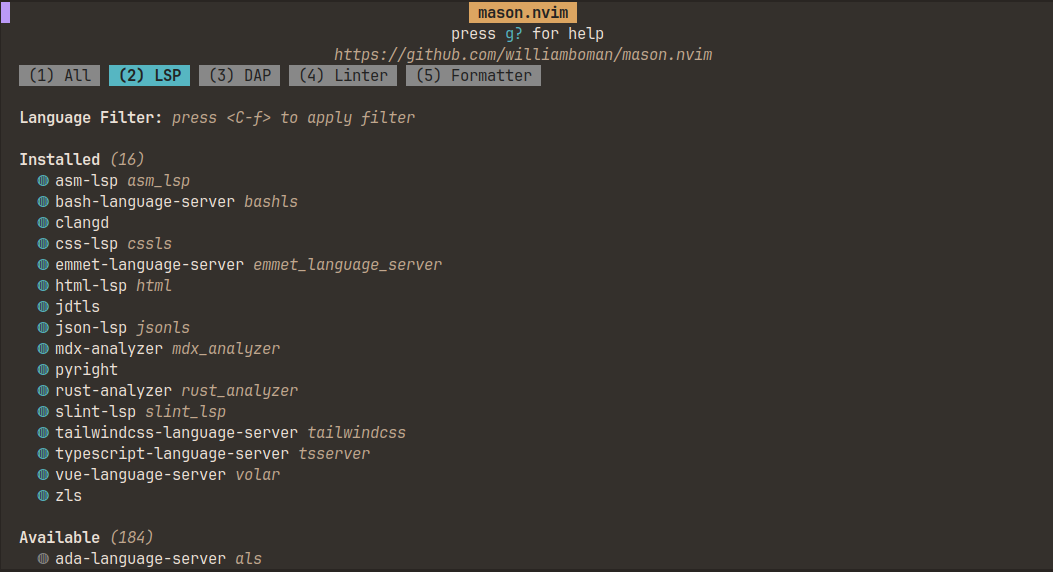 mason.nvim
press g? for help
https://github.com/williamboman/mason.nvim
(1) All (2) LSP (3) DAP (4) Linter (5) Formatter
Language Filter: press <C-f> to apply filter
Installed (16)
asm-lsp asm_lsp
bash-language-server bashls
clangd
css-lsp cssls
emmet-language-server emmet_language_server
html-lsp html
jdtls
json-lsp jsonls
mdx-analyzer mdx_analyzer
pyright
rust-analyzer rust_analyzer
slint-lsp slint_lsp
tailwindcss-language-server tailwindcss
typescript-language-server tsserver
vue-language-server volar
zls
Available (184)
ada-language-server als